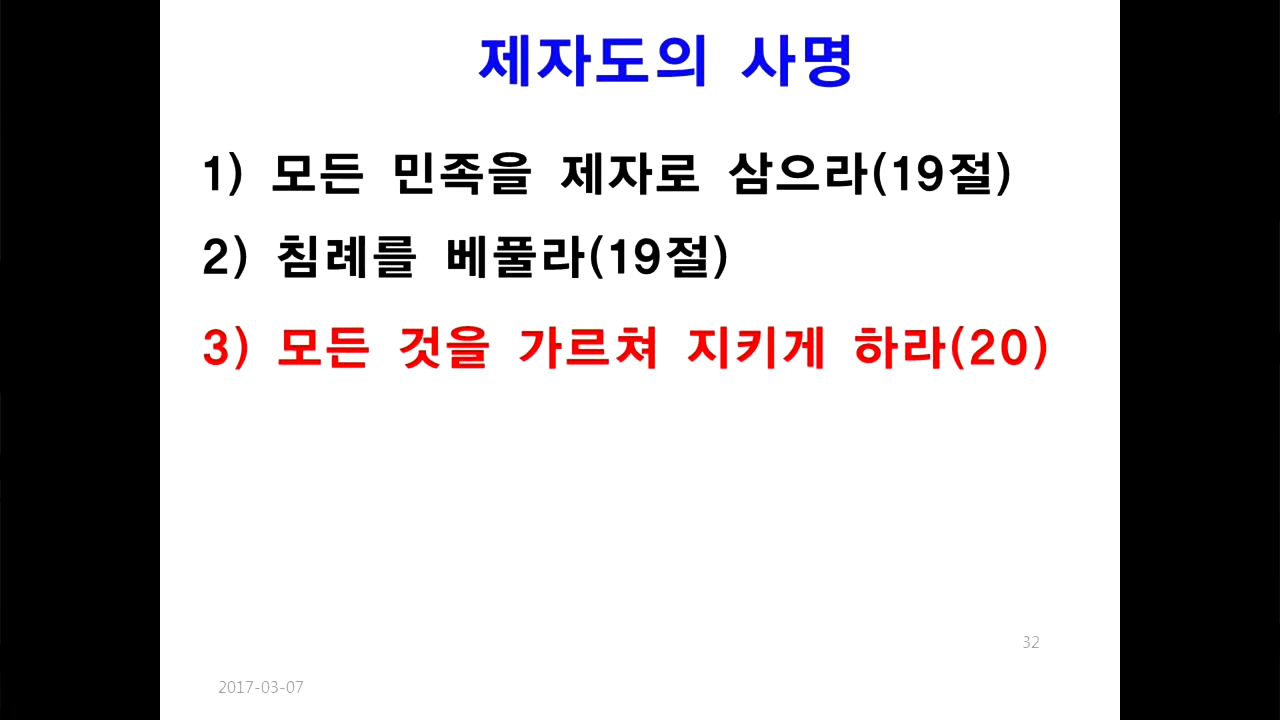 제자도의 사명
1) 모든 민족을 제자로 삼으라(19절)
2) 침례를 베풀라(19절)
3) 모든 것을 가르쳐 지키게 하라(20)
32
2017-03-07